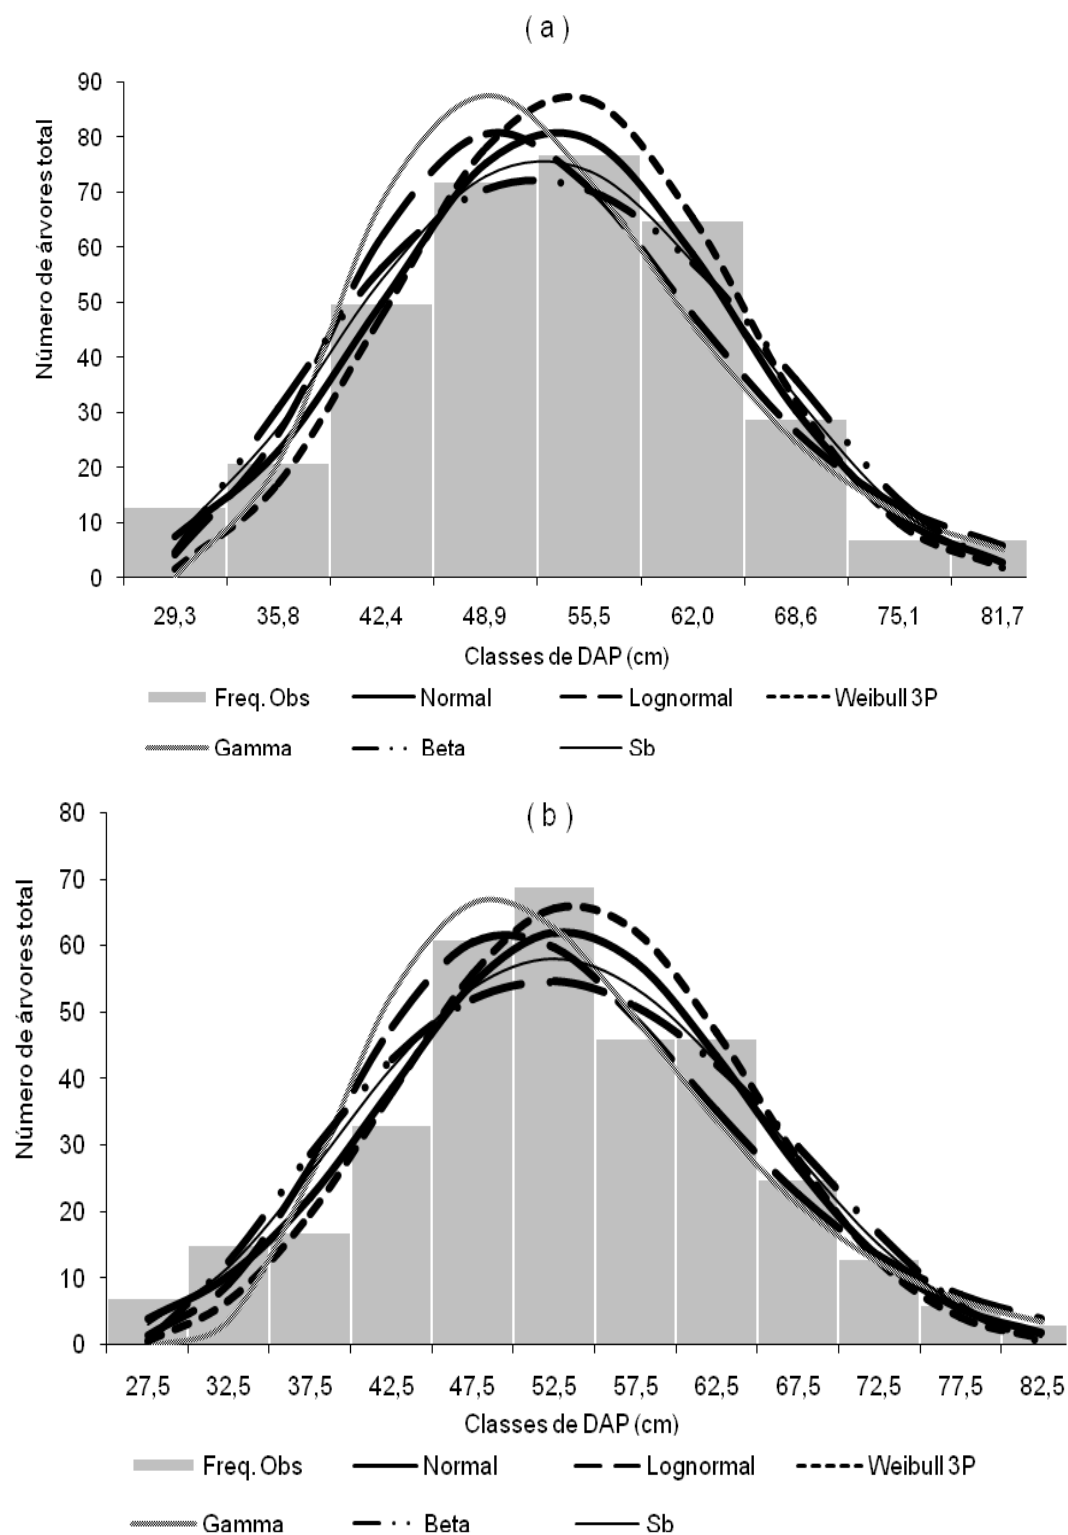 ( a )
Número de árvores total
90
80
70
60
50
40
30
20
10
0
29,3 35,8 42,4 48,9 55,5 62,0 68,6 75,1 81,7
Classes de DAP (cm)
Freq. Obs Normal Lognormal Weibull 3P
Gamma Beta Sb
( b )
Número de árvores total
80
70
60
50
40
30
20
10
0
27,5 32,5 37,5 42,5 47,5 52,5 57,5 62,5 67,5 72,5 77,5 82,5
Classes de DAP (cm)
Freq. Obs Normal Lognormal Weibull 3P
Gamma Beta Sb